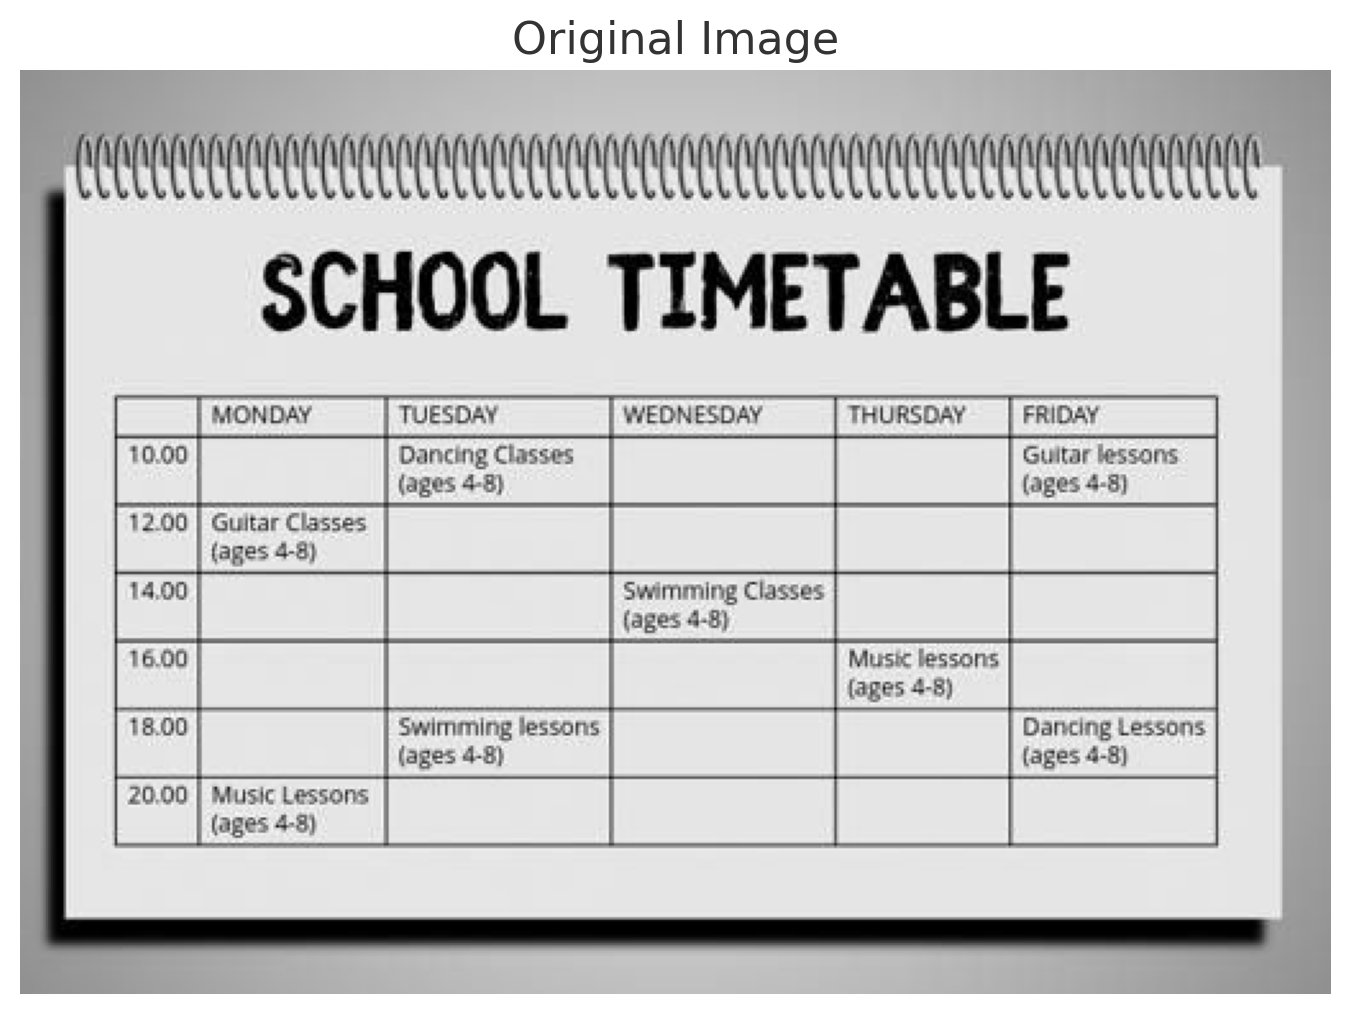 Original Image
SCHOOL TIMETABLE
MONDAY TUESDAY WEDNESDAY THURSDAY FRIDAY
10.00 Dancing Classes (ages 4-8) Guitar lessons (ages 4-8)
12.00 Guitar Classes (ages 4-8)
14.00 Swimming Classes (ages 4-8)
16.00 Music lessons (ages 4-8)
18.00 Swimming lessons (ages 4-8) Dancing Lessons (ages 4-8)
20.00 Music Lessons (ages 4-8)